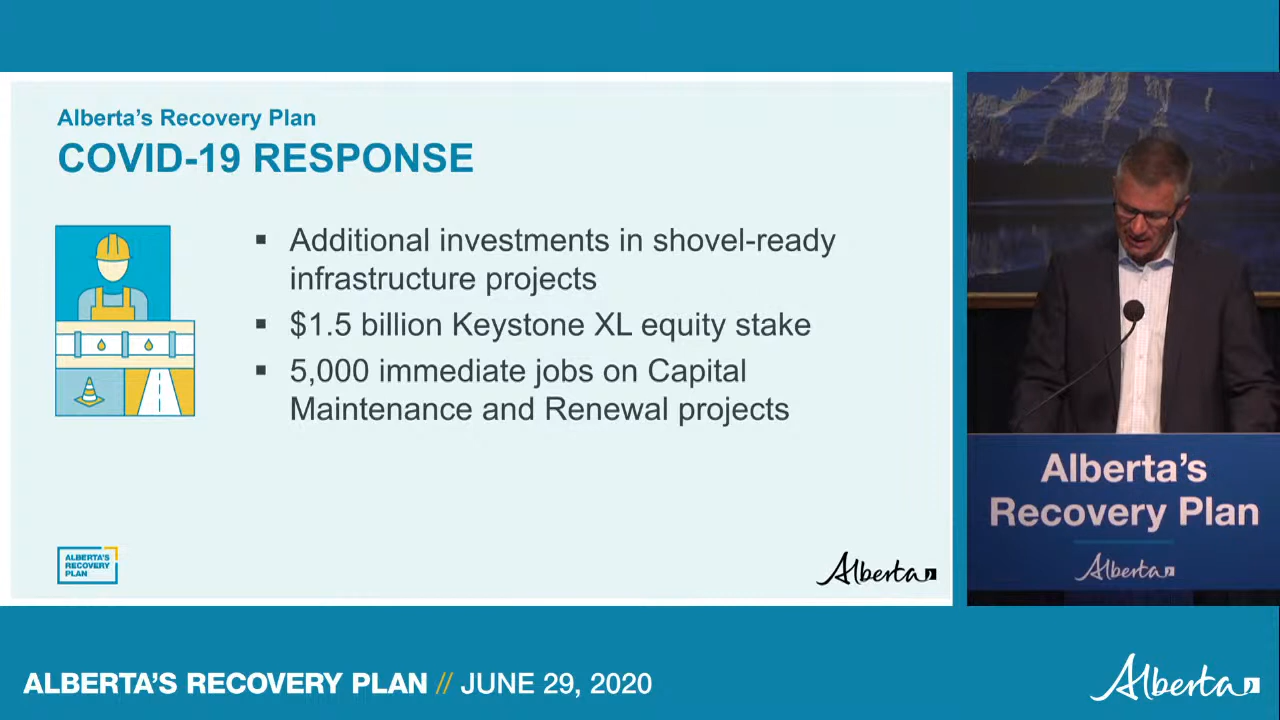 Alberta's Recovery Plan
COVID-19 RESPONSE
▪ Additional investments in shovel-ready
infrastructure projects
▪ $1.5 billion Keystone XL equity stake
▪ 5,000 immediate jobs on Capital
Maintenance and Renewal projects
ALBERTA'S
RECOVERY
PLAN
Alberta
Alberta's
Recovery Plan
Alberta
ALBERTA'S RECOVERY PLAN // JUNE 29, 2020
Alberta